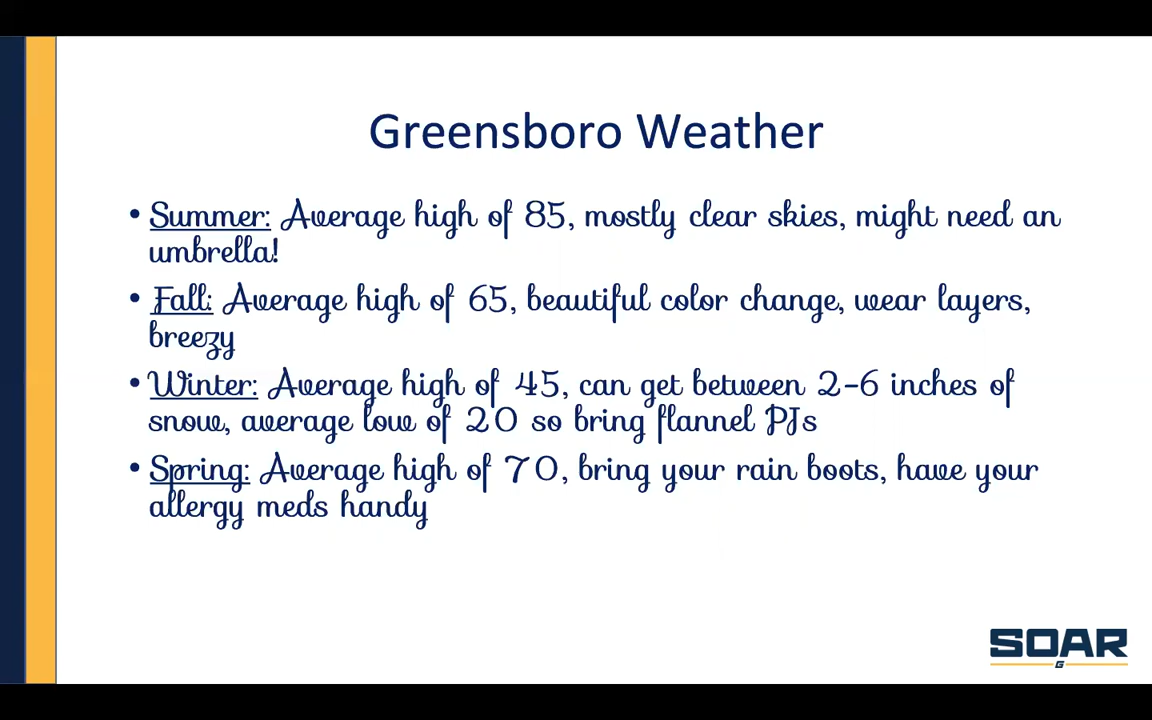 Greensboro Weather
• Summer: Average high of 85, mostly clear skies, might need an
umbrella!
• Fall: Average high of 65, beautiful color change, wear layers,
breezy
• Winter: Average high of 45, can get between 2-6 inches of
snow, average low of 20 so bring flannel PJs
• Spring: Average high of 70, bring your rain boots, have your
allergy meds handy
SOAR
G